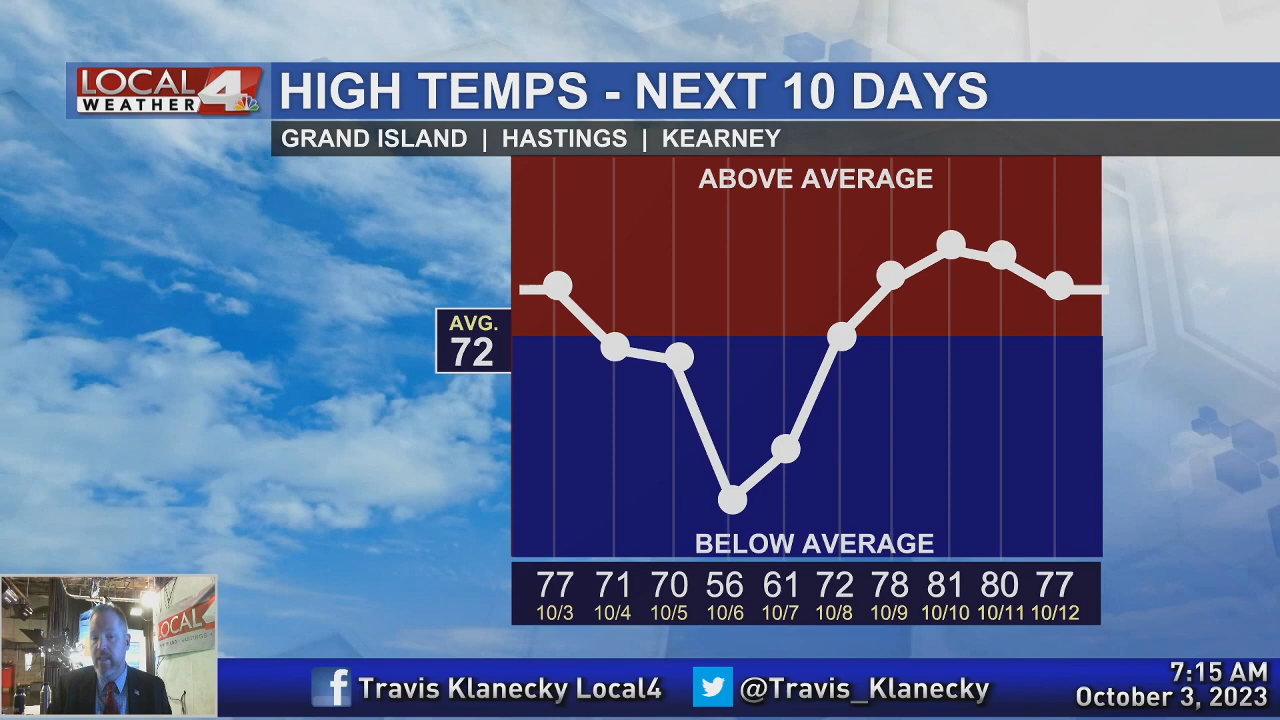 LOCAL 4
WEATHER
HIGH TEMPS - NEXT 10 DAYS
GRAND ISLAND | HASTINGS | KEARNEY
ABOVE AVERAGE
AVG.
72
BELOW AVERAGE
77 71 70 56 61 72 78 81 80 77
10/3 10/4 10/5 10/6 10/7 10/8 10/9 10/10 10/11 10/12
LOCAL
f Travis Klanecky Local4
@Travis_Klanecky
7:15 AM
October 3, 2023